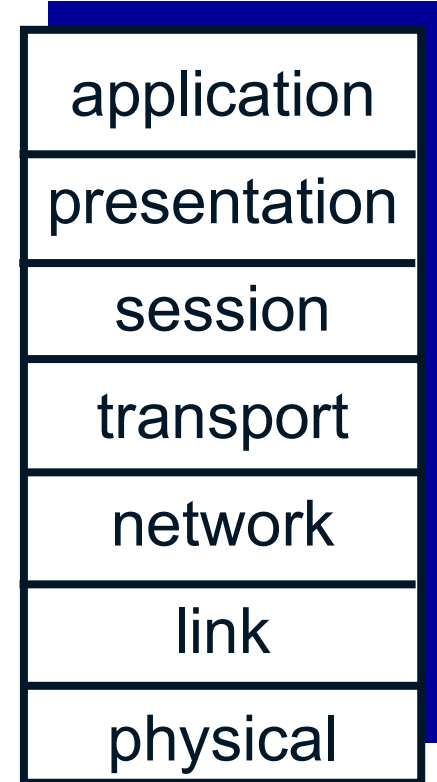 application
presentation
session
transport
network
link
physical